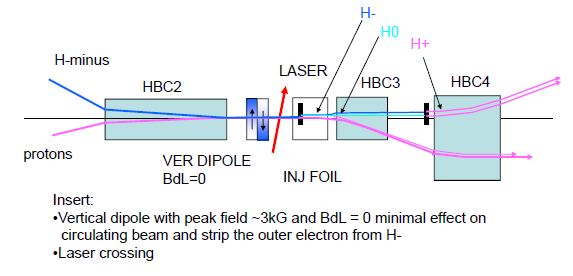 H-
H0
H+
H-minus
LASER
HBC2
HBC3
HBC4
protons
VER DIPOLE
BdL=0
INJ FOIL
Insert:
•Vertical dipole with peak field ~3kG and BdL = 0 minimal effect on
circulating beam and strip the outer electron from H-
•Laser crossing